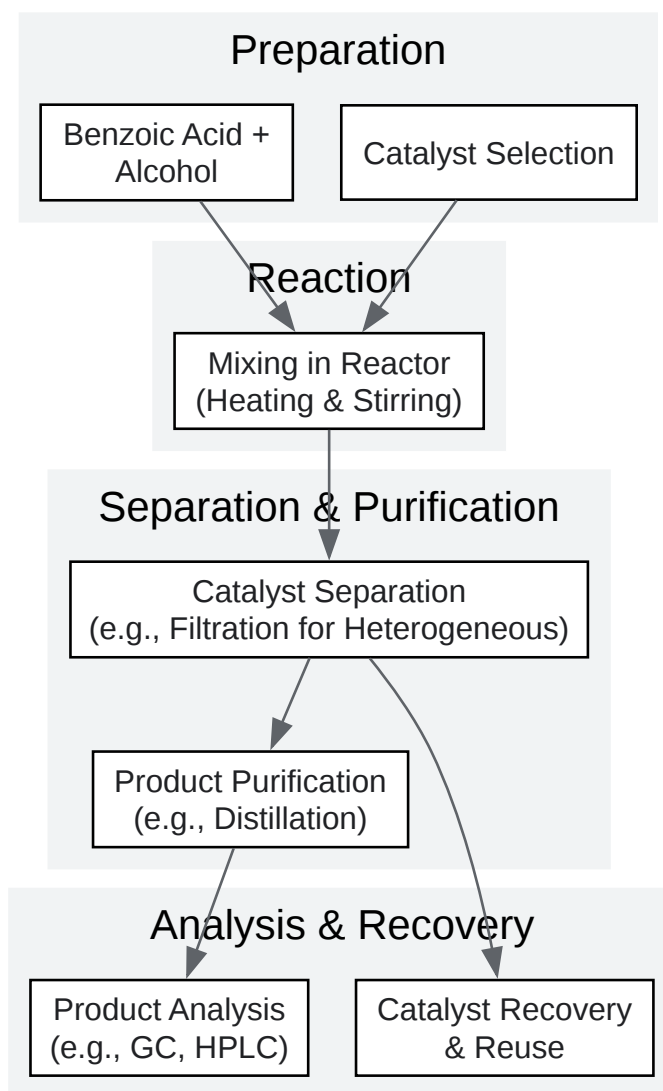 Preparation
Benzoic Acid +
Alcohol
Catalyst Selection
Reaction
Mixing in Reactor
(Heating & Stirring)
Separation & Purification
Catalyst Separation
(e.g., Filtration for Heterogeneous)
Product Purification
(e.g., Distillation)
Analysis & Recovery
Product Analysis
(e.g., GC, HPLC)
Catalyst Recovery
& Reuse